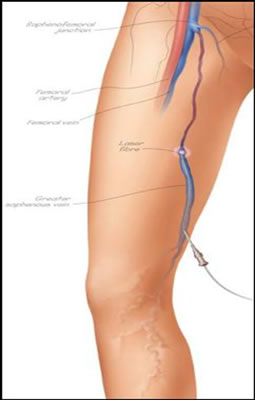 Saphenofemoral
junction
Femoral
artery
Femoral vein
Laser
fibre
Greater
saphenous vein